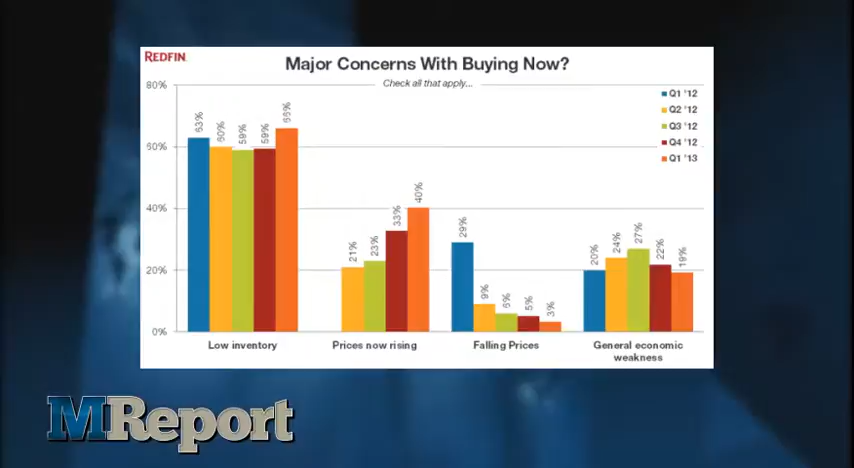 REDFIN
Major Concerns With Buying Now?
Check all that apply...
80%
60%
40%
20%
0%
Q1 '12
Q2 '12
Q3 '12
Q4 '12
Q1 '13
63%
60%
59%
59%
66%
21%
23%
33%
40%
29%
9%
6%
5%
3%
20%
24%
27%
22%
19%
Low inventory
Prices now rising
Falling Prices
General economic
weakness
MReport